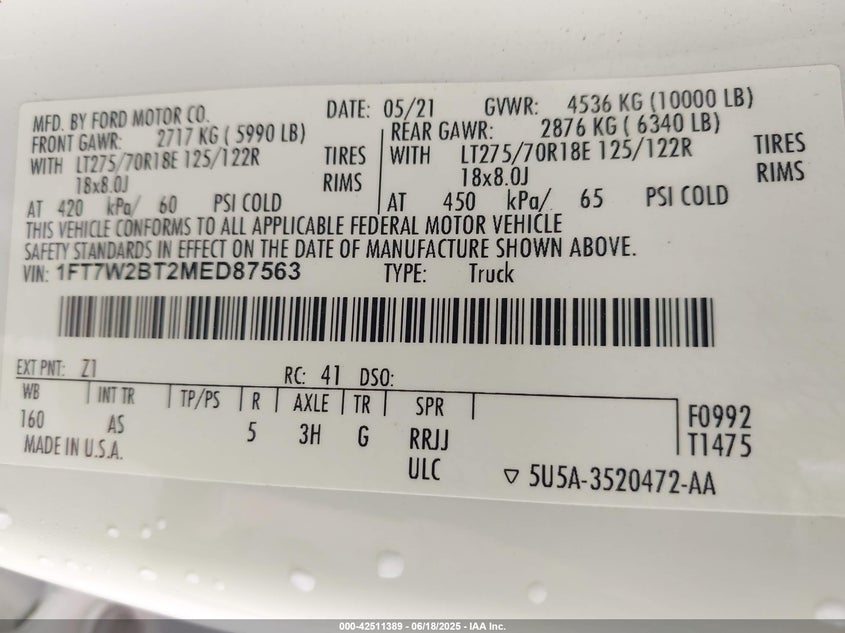 MFD. BY FORD MOTOR CO.
DATE: 05/21
GVWR: 4536 KG (10000 LB)
FRONT GAWR: 2717 KG ( 5990 LB)
REAR GAWR: 2876 KG ( 6340 LB)
WITH LT275/70R18E 125/122R TIRES
WITH LT275/70R18E 125/122R TIRES
18x8.0J RIMS
18x8.0J RIMS
AT 420 kPa/ 60 PSI COLD
AT 450 kPa/ 65 PSI COLD
THIS VEHICLE CONFORMS TO ALL APPLICABLE FEDERAL MOTOR VEHICLE
SAFETY STANDARDS IN EFFECT ON THE DATE OF MANUFACTURE SHOWN ABOVE.
VIN: 1FT7W2BT2MED87563 TYPE: Truck
EXT PNT: Z1 RC: 41 DSO:
WB INT TR TP/PS R AXLE TR SPR
160 AS 5 3H G RRJJ
ULC
F0992
T1475
MADE IN U.S.A.
▽ 5U5A-3520472-AA
000-42511389 - 06/18/2025 - IAA Inc.